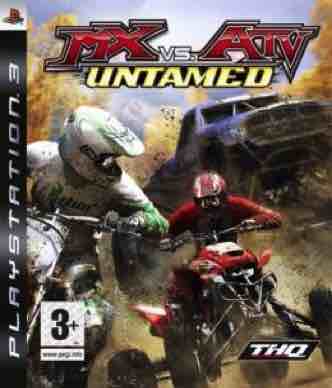 PLAYSTATION 3
MX vs. ATV
UNTAMED
3+
www.pegi.info
THQ